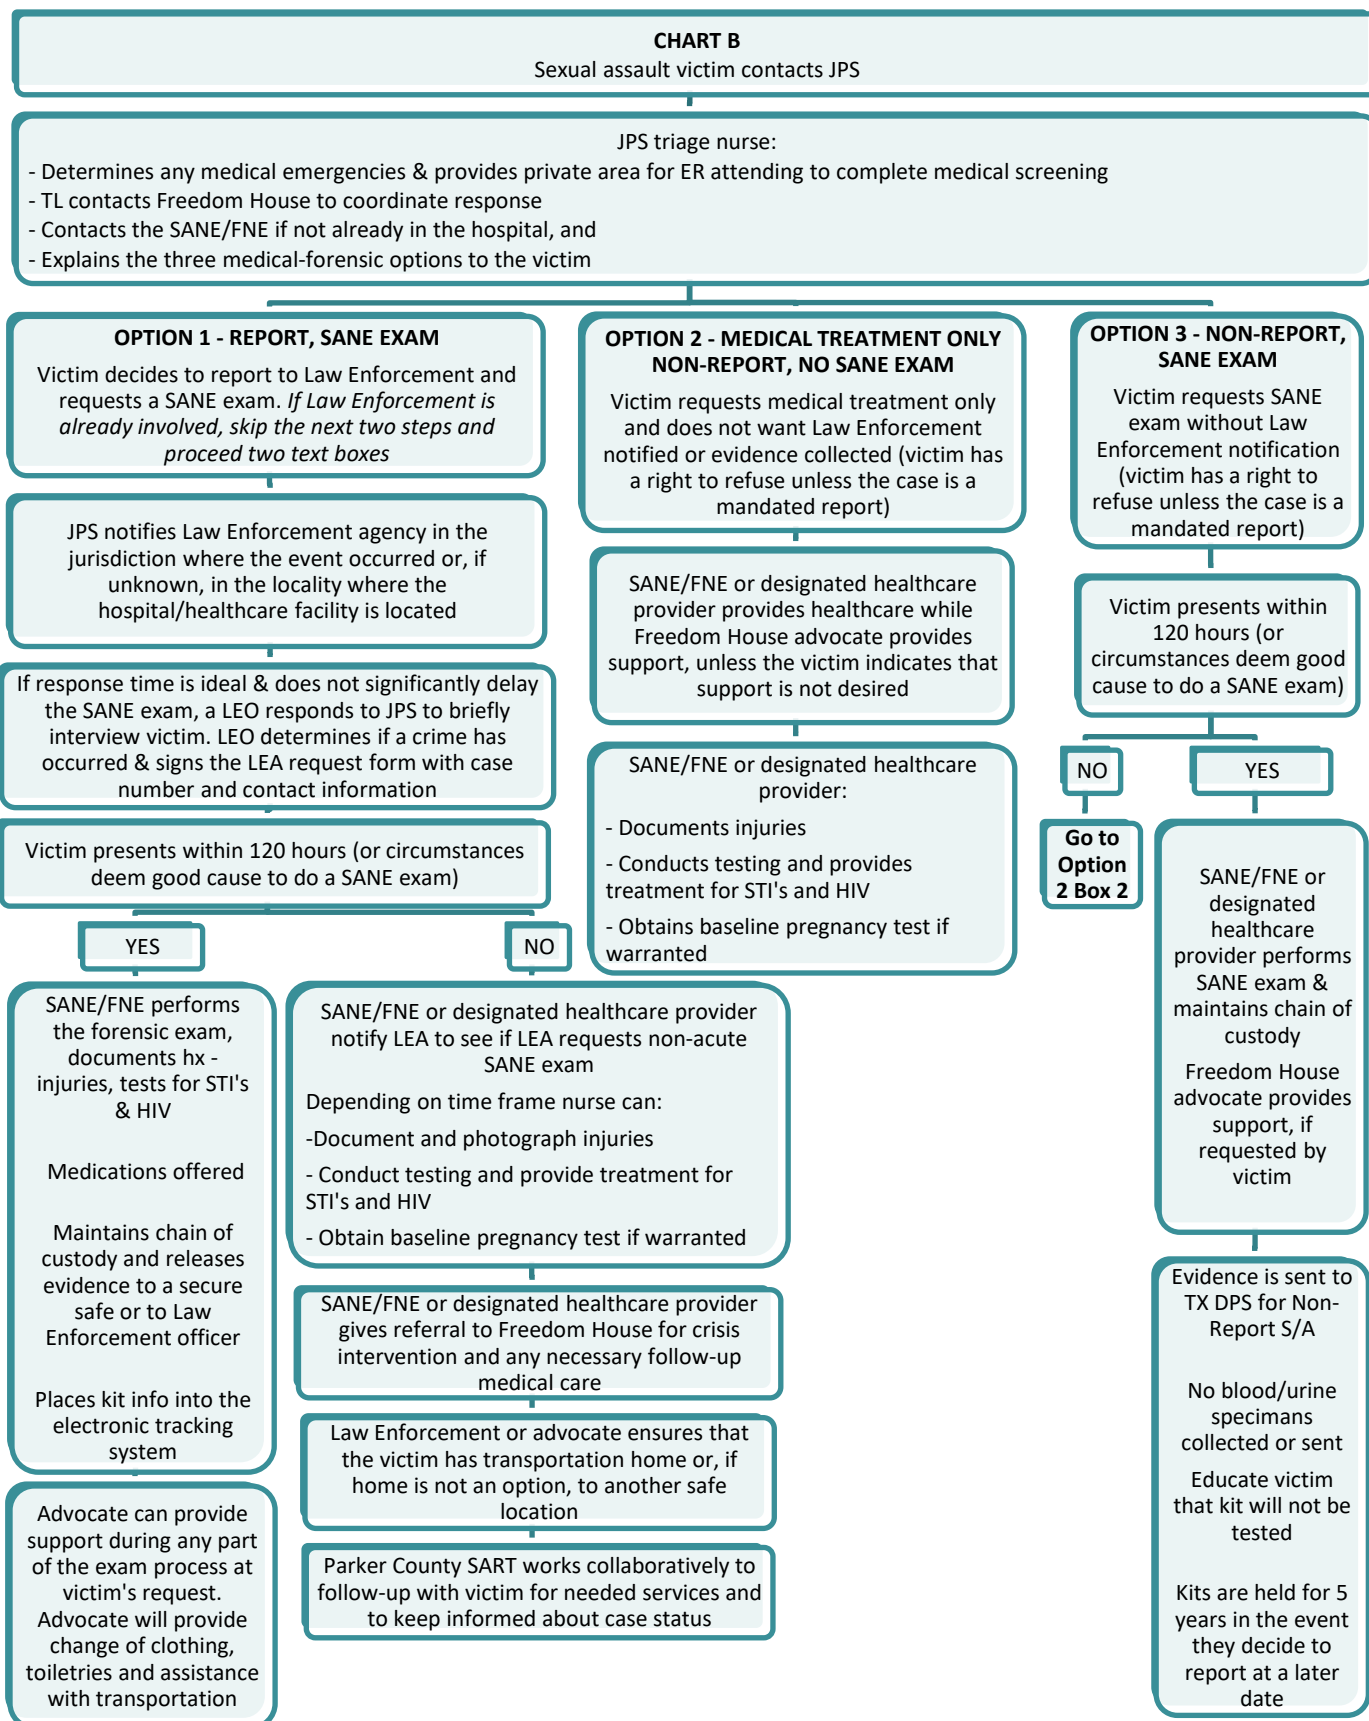 CHART B
Sexual assault victim contacts JPS
JPS triage nurse:
- Determines any medical emergencies & provides private area for ER attending to complete medical screening
- TL contacts Freedom House to coordinate response
- Contacts the SANE/FNE if not already in the hospital, and
- Explains the three medical-forensic options to the victim
OPTION 1 - REPORT, SANE EXAM
Victim decides to report to Law Enforcement and
requests a SANE exam. If Law Enforcement is
already involved, skip the next two steps and
proceed two text boxes
JPS notifies Law Enforcement agency in the
jurisdiction where the event occurred or, if
unknown, in the locality where the
hospital/healthcare facility is located
If response time is ideal & does not significantly delay
the SANE exam, a LEO responds to JPS to briefly
interview victim. LEO determines if a crime has
occurred & signs the LEA request form with case
number and contact information
Victim presents within 120 hours (or circumstances
deem good cause to do a SANE exam)
YES
SANE/FNE performs
the forensic exam,
documents hx -
injuries, tests for STI's
& HIV
Medications offered
Maintains chain of
custody and releases
evidence to a secure
safe or to Law
Enforcement officer
Places kit info into the
electronic tracking
system
Advocate can provide
support during any part
of the exam process at
victim's request.
Advocate will provide
change of clothing,
toiletries and assistance
with transportation
NO
SANE/FNE or designated healthcare provider
notify LEA to see if LEA requests non-acute
SANE exam
Depending on time frame nurse can:
-Document and photograph injuries
- Conduct testing and provide treatment for
STI's and HIV
- Obtain baseline pregnancy test if warranted
SANE/FNE or designated healthcare provider
gives referral to Freedom House for crisis
intervention and any necessary follow-up
medical care
Law Enforcement or advocate ensures that
the victim has transportation home or, if
home is not an option, to another safe
location
Parker County SART works collaboratively to
follow-up with victim for needed services and
to keep informed about case status
OPTION 2 - MEDICAL TREATMENT ONLY
NON-REPORT, NO SANE EXAM
Victim requests medical treatment only
and does not want Law Enforcement
notified or evidence collected (victim has
a right to refuse unless the case is a
mandated report)
SANE/FNE or designated healthcare
provider provides healthcare while
Freedom House advocate provides
support, unless the victim indicates that
support is not desired
SANE/FNE or designated healthcare
provider:
- Documents injuries
- Conducts testing and provides
treatment for STI's and HIV
- Obtains baseline pregnancy test if
warranted
OPTION 3 - NON-REPORT,
SANE EXAM
Victim requests SANE
exam without Law
Enforcement notification
(victim has a right to
refuse unless the case is a
mandated report)
Victim presents within
120 hours (or
circumstances deem good
cause to do a SANE exam)
NO
Go to
Option
2 Box 2
YES
SANE/FNE or
designated
healthcare
provider performs
SANE exam &
maintains chain of
custody
Freedom House
advocate provides
support, if
requested by
victim
Evidence is sent to
TX DPS for Non-
Report S/A
No blood/urine
specimans
collected or sent
Educate victim
that kit will not be
tested
Kits are held for 5
years in the event
they decide to
report at a later
date